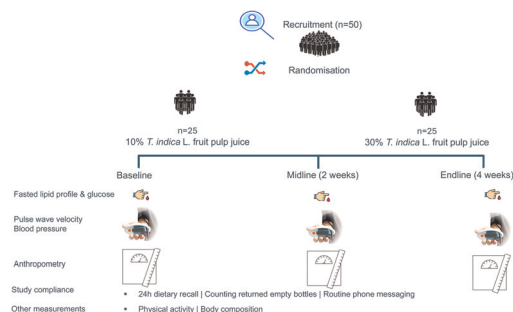 Recruitment (n=50)
Randomisation
n=25
10% T. indica L. fruit pulp juice
n=25
30% T. indica L. fruit pulp juice
Baseline
Midline (2 weeks)
Endline (4 weeks)
Fasted lipid profile & glucose
Pulse wave velocity
Blood pressure
Anthropometry
Study compliance
• 24h dietary recall | Counting returned empty bottles | Routine phone messaging
Other measurements
• Physical activity | Body composition